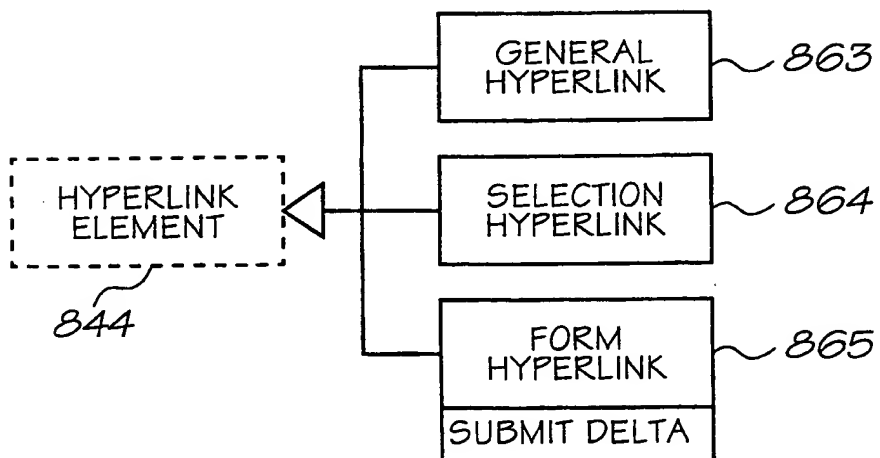 GENERAL
HYPERLINK
863
HYPERLINK
ELEMENT
844
SELECTION
HYPERLINK
864
FORM
HYPERLINK
865
SUBMIT DELTA